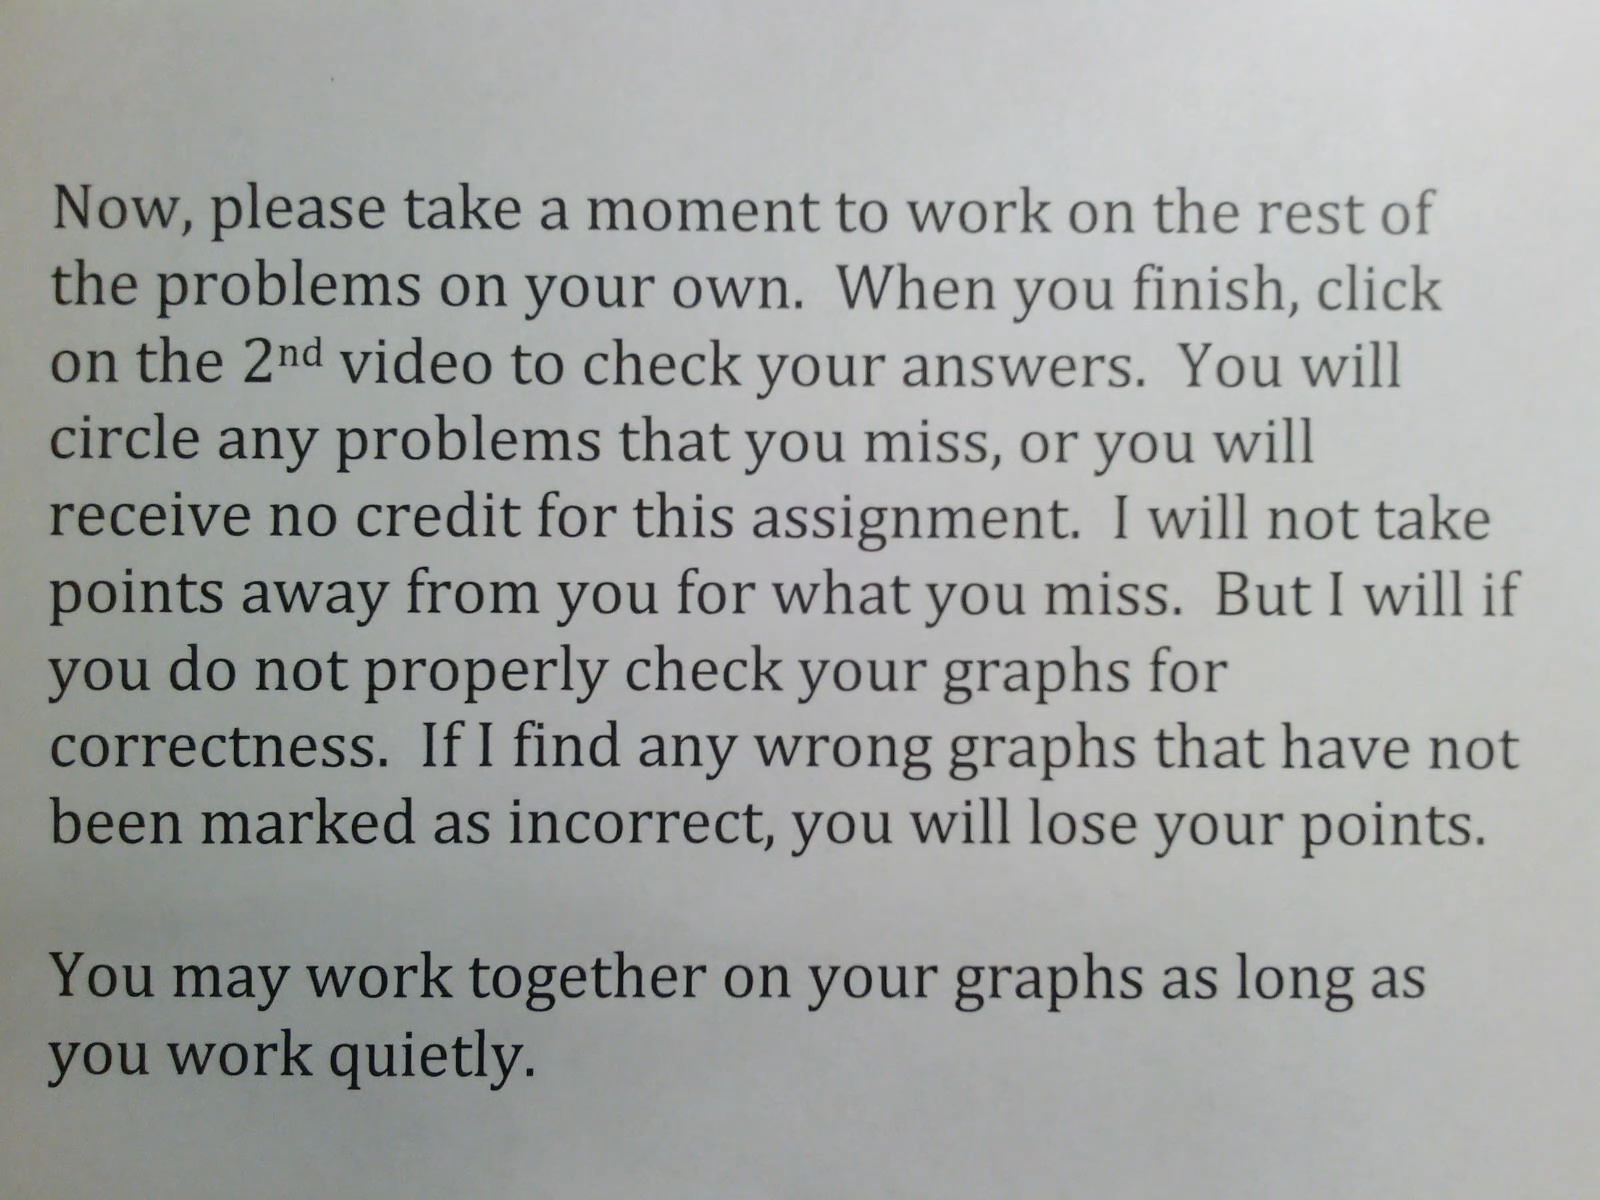 Now, please take a moment to work on the rest of
the problems on your own.  When you finish, click
on the 2nd video to check your answers.  You will
circle any problems that you miss, or you will
receive no credit for this assignment.  I will not take
points away from you for what you miss.  But I will if
you do not properly check your graphs for
correctness.  If I find any wrong graphs that have not
been marked as incorrect, you will lose your points.
You may work together on your graphs as long as
you work quietly.